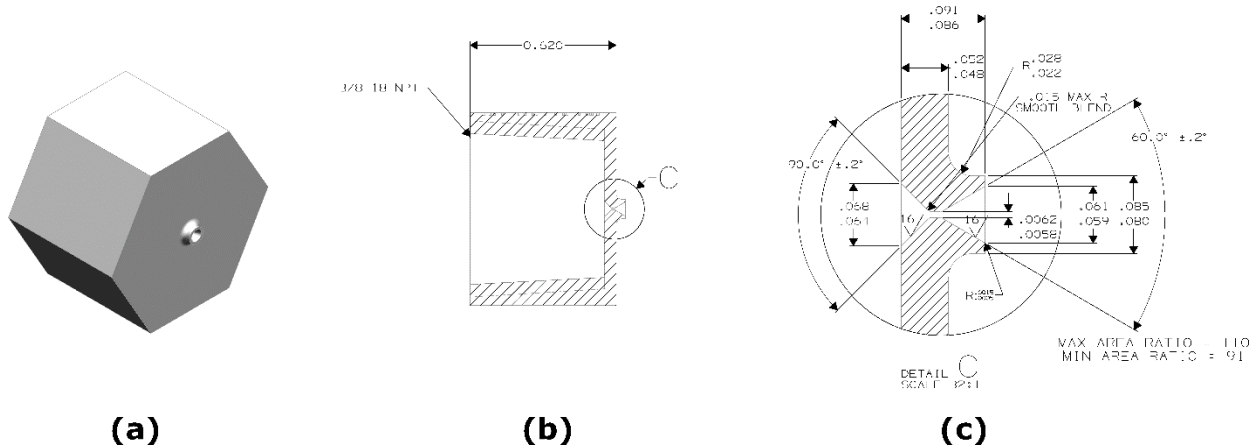 0.620
3/8 18 NPT
C
.091
.086
.052
.048
R.028
.022
.015 MAX R
SMOOTH BLEND
90.0° ±.2°
60.0° ±.2°
.068
.061
16
16
.0062
.0058
.061
.059
.085
.080
MAX AREA RATIO = 110
MIN AREA RATIO = 91
DETAIL C
SCALE 32:1
(a)
(b)
(c)